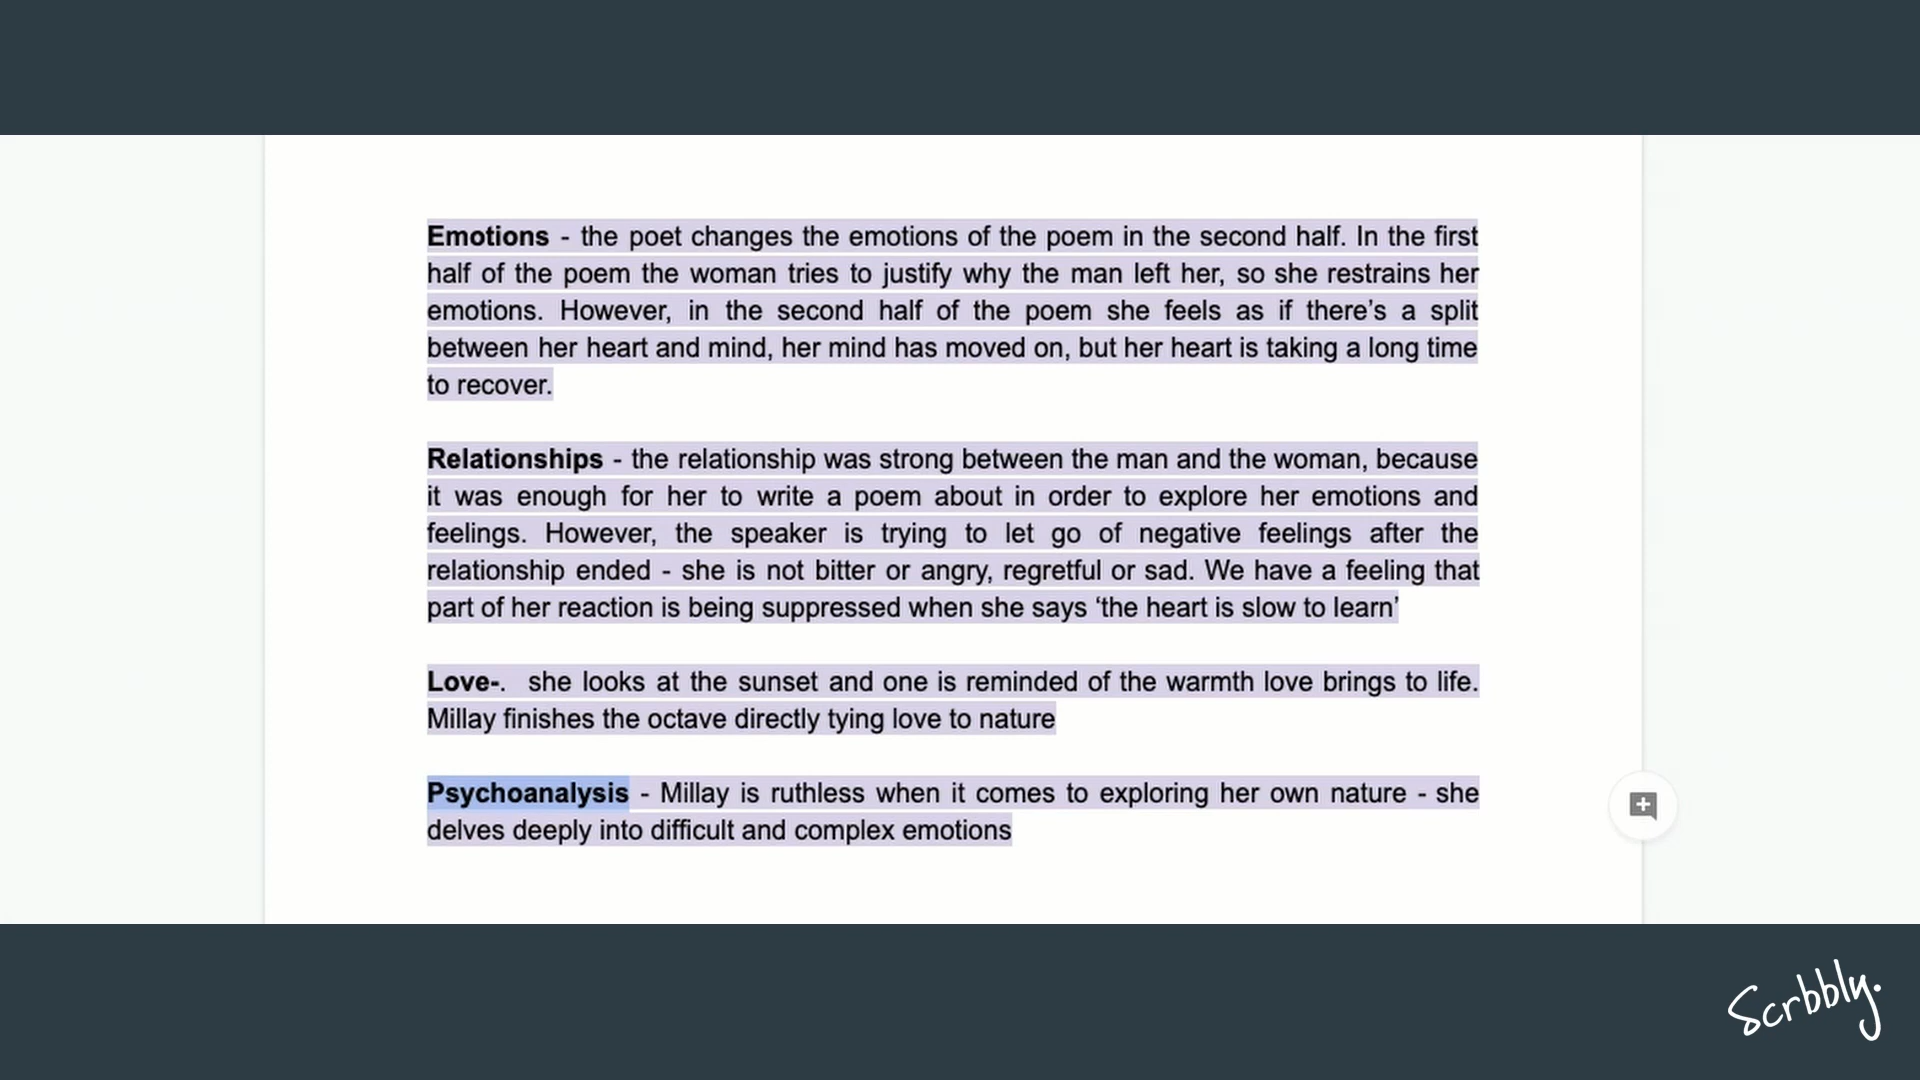 Emotions - the poet changes the emotions of the poem in the second half. In the first
half of the poem the woman tries to justify why the man left her, so she restrains her
emotions. However, in the second half of the poem she feels as if there’s a split
between her heart and mind, her mind has moved on, but her heart is taking a long time
to recover.
Relationships - the relationship was strong between the man and the woman, because
it was enough for her to write a poem about in order to explore her emotions and
feelings. However, the speaker is trying to let go of negative feelings after the
relationship ended - she is not bitter or angry, regretful or sad. We have a feeling that
part of her reaction is being suppressed when she says ‘the heart is slow to learn’
Love-. she looks at the sunset and one is reminded of the warmth love brings to life.
Millay finishes the octave directly tying love to nature
Psychoanalysis - Millay is ruthless when it comes to exploring her own nature - she
delves deeply into difficult and complex emotions
Scrbbly.